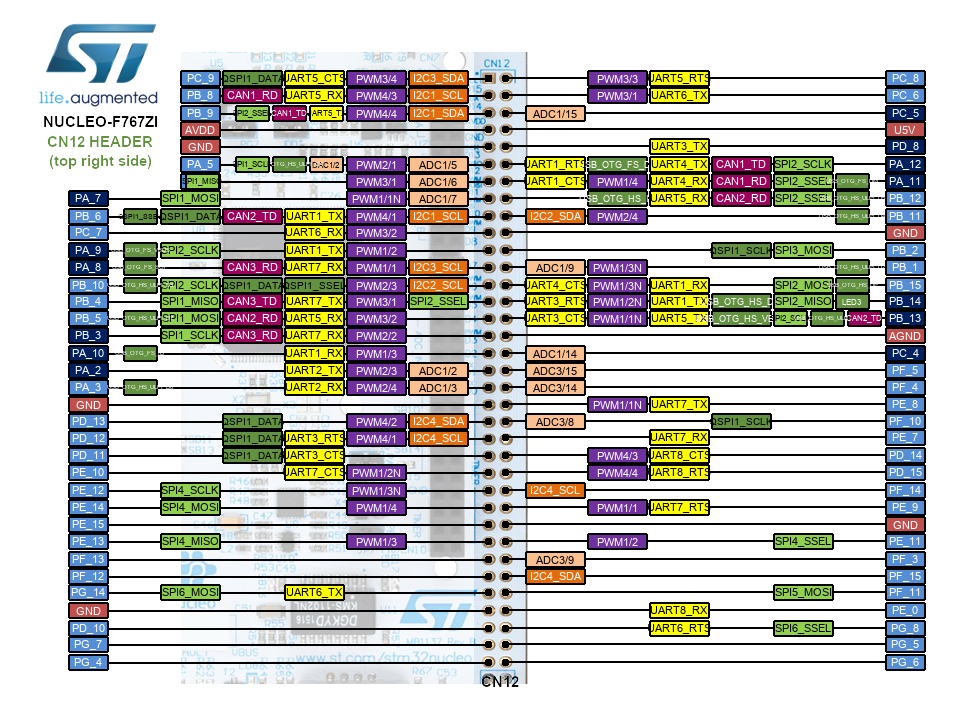 ST
life.augmented
NUCLEO-F767ZI
CN12 HEADER
(top right side)
CN12
PC_9 QSPI1_DATA UART5_CTS PWM3/4 I2C3_SDA PWM3/3 UART5_RTS PC_8
PB_8 CAN1_RD UART5_RX PWM4/3 I2C1_SCL PWM3/1 UART6_TX PC_6
PB_9 CAN1_TD PWM4/4 I2C1_SDA ADC1/15 PC_5
AVDD U5V
GND UART3_TX PD_8
PA_5 DAC1/2 PWM2/1 ADC1/5 UART1_RTS UART4_TX CAN1_TD SPI2_SCLK PA_12
PWM3/1 ADC1/6 UART1_CTS PWM1/4 UART4_RX CAN1_RD SPI2_SSEL PA_11
PA_7 SPI1_MOSI PWM1/1N ADC1/7 UART5_RX CAN2_RD SPI2_SSEL PB_12
PB_6 QSPI1_DATA CAN2_TD UART1_TX PWM4/1 I2C1_SCL I2C2_SDA PWM2/4 PB_11
PC_7 UART6_RX PWM3/2 GND
PA_9 SPI2_SCLK UART1_TX PWM1/2 QSPI1_SCLK SPI3_MOSI PB_2
PA_8 CAN3_RD UART7_RX PWM1/1 I2C3_SCL ADC1/9 PWM1/3N PB_1
PB_10 SPI2_SCLK QSPI1_DATA QSPI1_SSEL PWM2/3 I2C2_SCL UART4_CTS PWM1/3N UART1_RX SPI2_MOSI PB_15
PB_4 SPI1_MISO CAN3_TD UART7_TX PWM3/1 SPI2_SSEL UART3_RTS PWM1/2N UART1_TX SPI2_MISO LED3 PB_14
PB_5 SPI1_MOSI CAN2_RD UART5_RX PWM3/2 UART3_CTS PWM1/1N UART5_TX CAN2_TD PB_13
PB_3 SPI1_SCLK CAN3_RD UART7_RX PWM2/2 AGND
PA_10 UART1_RX PWM1/3 ADC1/14 PC_4
PA_2 UART2_TX PWM2/3 ADC1/2 ADC3/15 PF_5
PA_3 UART2_RX PWM2/4 ADC1/3 ADC3/14 PF_4
GND PWM1/1N UART7_TX PE_8
PD_13 QSPI1_DATA PWM4/2 I2C4_SDA ADC3/8 QSPI1_SCLK PF_10
PD_12 QSPI1_DATA UART3_RTS PWM4/1 I2C4_SCL UART7_RX PE_7
PD_11 QSPI1_DATA UART3_CTS PWM4/3 UART8_CTS PD_14
PE_10 UART7_CTS PWM1/2N PWM4/4 UART8_RTS PD_15
PE_12 SPI4_SCLK PWM1/3N I2C4_SCL PF_14
PE_14 SPI4_MOSI PWM1/4 PWM1/1 UART7_RTS PE_9
PE_15 GND
PE_13 SPI4_MISO PWM1/3 PWM1/2 SPI4_SSEL PE_11
PF_13 ADC3/9 PF_3
PF_12 I2C4_SDA PF_15
PG_14 SPI6_MOSI UART6_TX SPI5_MOSI PF_11
GND UART8_RX PE_0
PD_10 UART6_RTS SPI6_SSEL PG_8
PG_7 PG_5
PG_4 PG_6
www.st.com/stm32nucleo
CN12